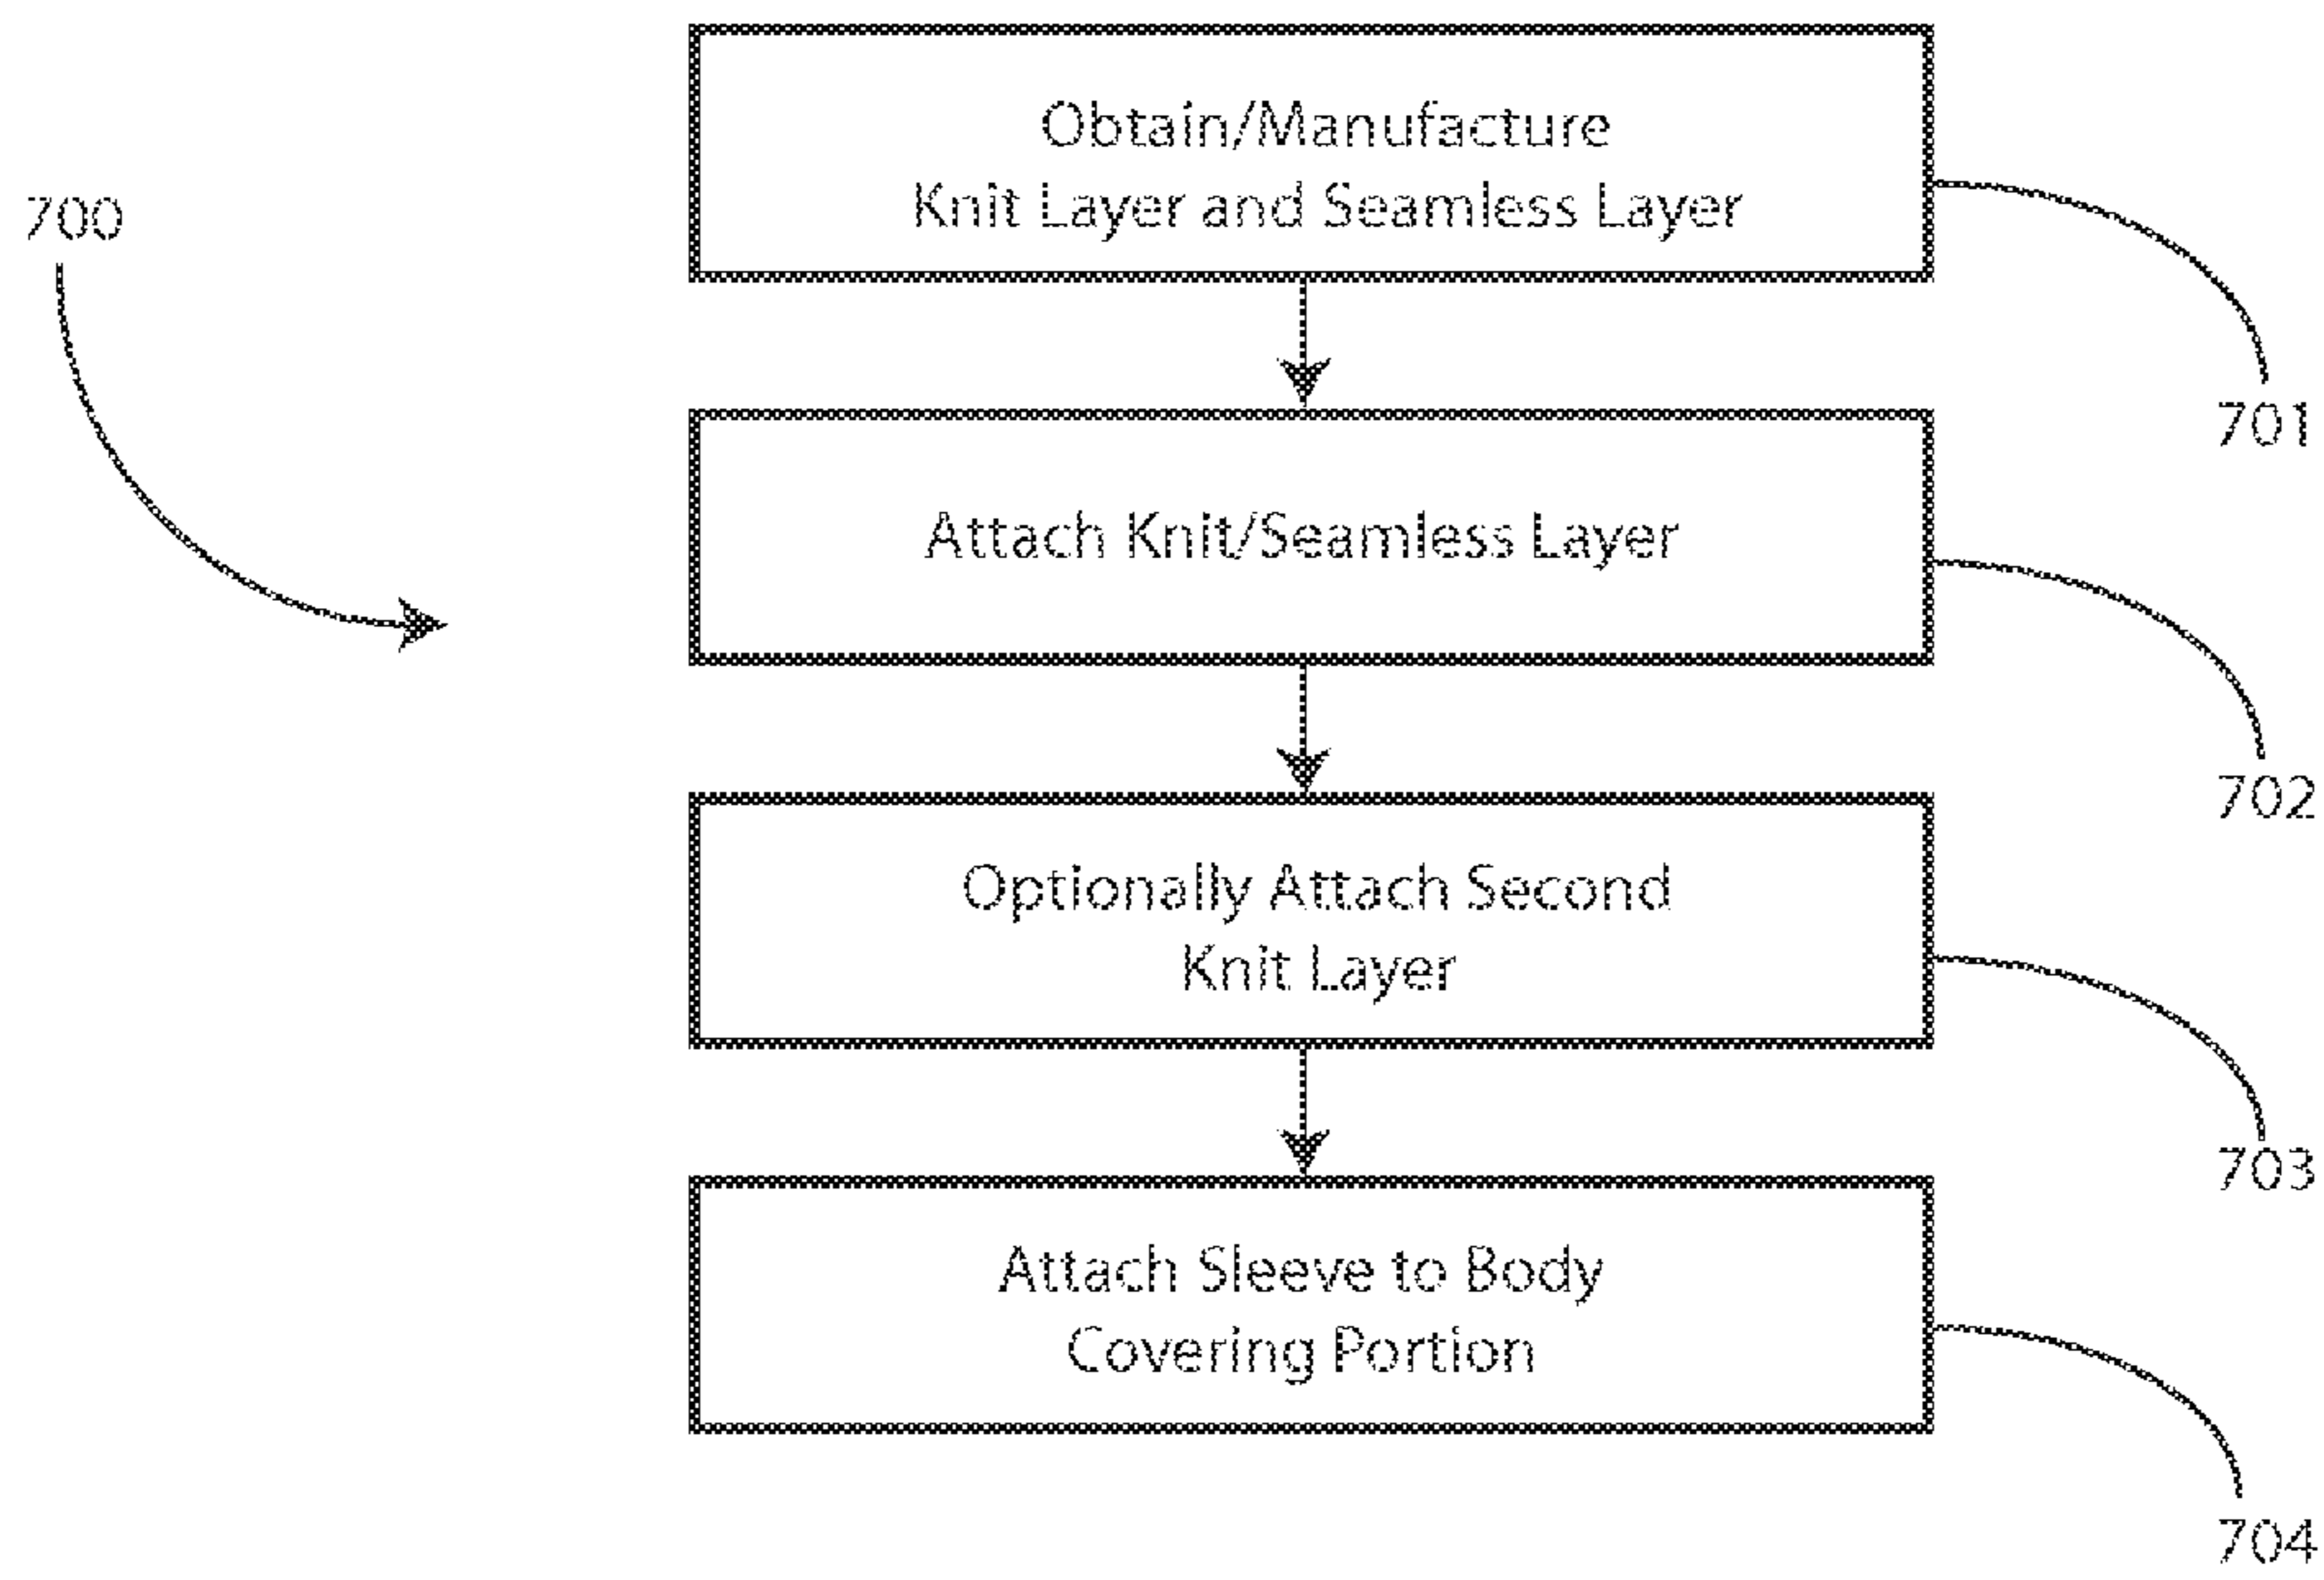 700
Obtain/Manufacture
Knit Layer and Seamless Layer
701
Attach Knit/Seamless Layer
702
Optionally Attach Second
Knit Layer
703
Attach Sleeve to Body
Covering Portion
704